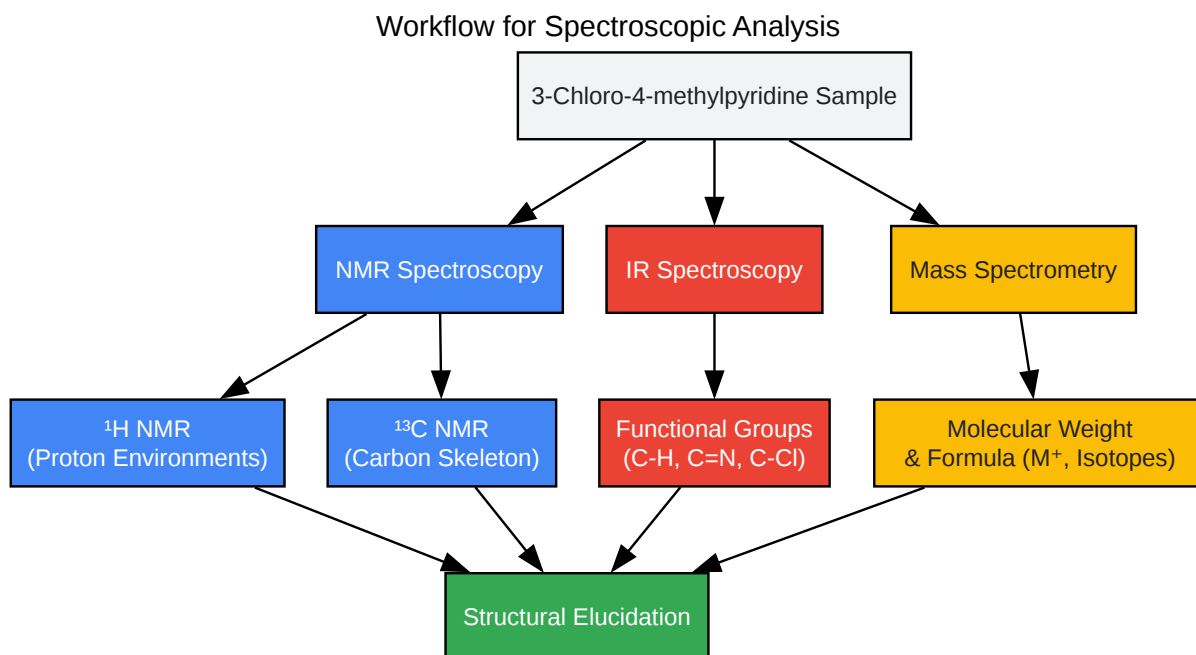 Workflow for Spectroscopic Analysis
3-Chloro-4-methylpyridine Sample
NMR Spectroscopy
IR Spectroscopy
Mass Spectrometry
¹H NMR
(Proton Environments)
¹³C NMR
(Carbon Skeleton)
Functional Groups
(C-H, C=N, C-Cl)
Molecular Weight
& Formula (M⁺, Isotopes)
Structural Elucidation